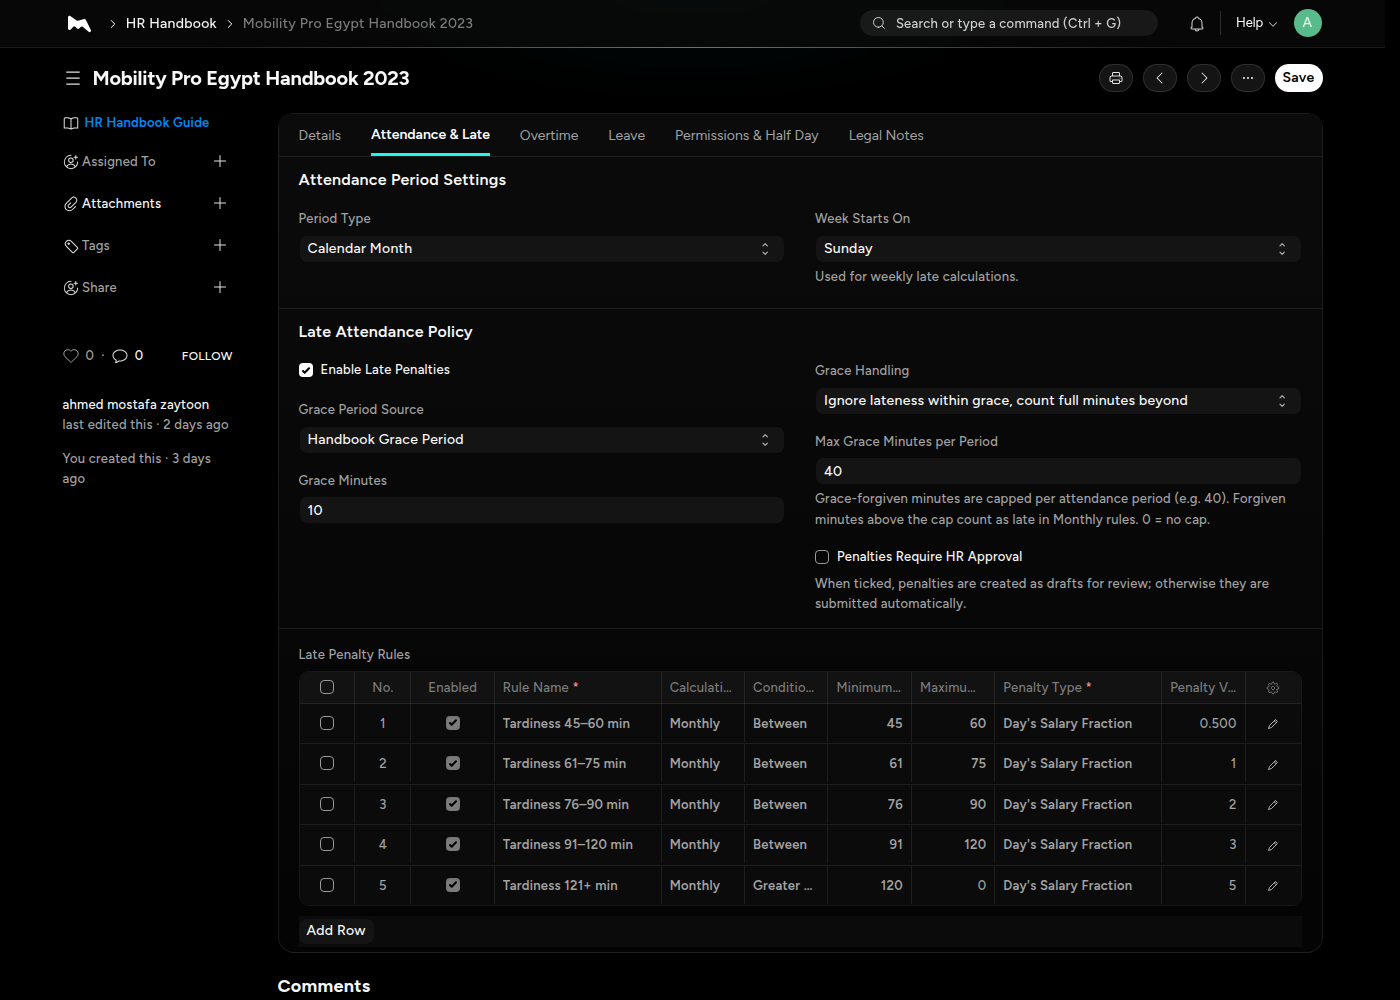 HR Handbook
Mobility Pro Egypt Handbook 2023
Search or type a command (Ctrl + G)
Help
A
Mobility Pro Egypt Handbook 2023
Save
HR Handbook Guide
Assigned To
Attachments
Tags
Share
0 · 0 FOLLOW
ahmed mostafa zaytoon
last edited this · 2 days ago
You created this · 3 days
ago
Details Attendance & Late Overtime Leave Permissions & Half Day Legal Notes
Attendance Period Settings
Period Type
Calendar Month
Week Starts On
Sunday
Used for weekly late calculations.
Late Attendance Policy
Enable Late Penalties
Grace Period Source
Handbook Grace Period
Grace Minutes
10
Grace Handling
Ignore lateness within grace, count full minutes beyond
Max Grace Minutes per Period
40
Grace-forgiven minutes are capped per attendance period (e.g. 40). Forgiven
minutes above the cap count as late in Monthly rules. 0 = no cap.
Penalties Require HR Approval
When ticked, penalties are created as drafts for review; otherwise they are
submitted automatically.
Late Penalty Rules
No. Enabled Rule Name * Calculati... Conditio... Minimum... Maximu... Penalty Type * Penalty V...
1 Tardiness 45–60 min Monthly Between 45 60 Day's Salary Fraction 0.500
2 Tardiness 61–75 min Monthly Between 61 75 Day's Salary Fraction 1
3 Tardiness 76–90 min Monthly Between 76 90 Day's Salary Fraction 2
4 Tardiness 91–120 min Monthly Between 91 120 Day's Salary Fraction 3
5 Tardiness 121+ min Monthly Greater ... 120 0 Day's Salary Fraction 5
Add Row
Comments